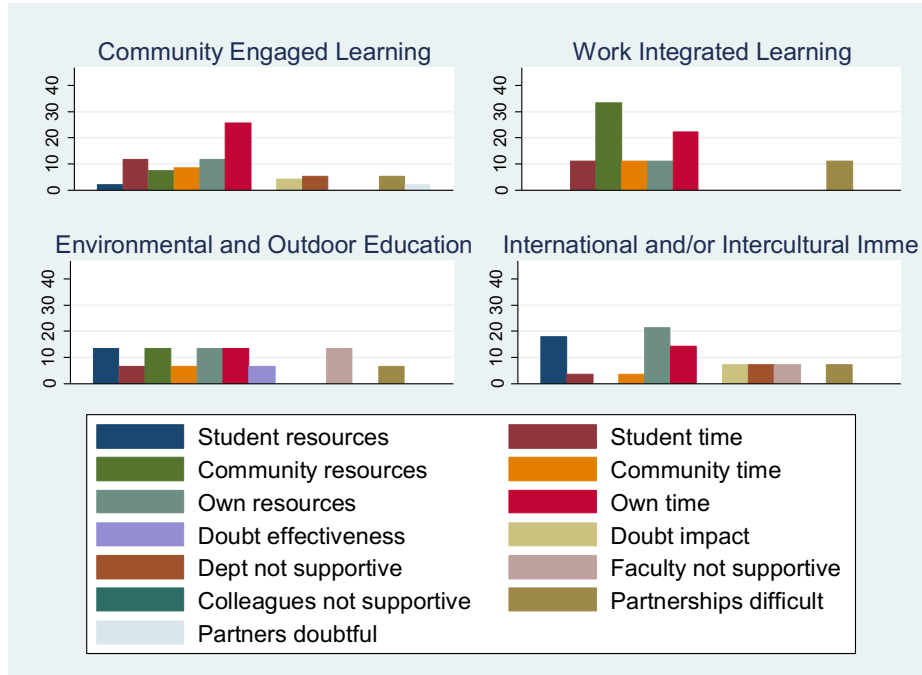 Community Engaged Learning
Work Integrated Learning
0 10 20 30 40
0 10 20 30 40
Environmental and Outdoor Education
International and/or Intercultural Imme
0 10 20 30 40
0 10 20 30 40
Student resources
Student time
Community resources
Community time
Own resources
Own time
Doubt effectiveness
Doubt impact
Dept not supportive
Faculty not supportive
Colleagues not supportive
Partnerships difficult
Partners doubtful